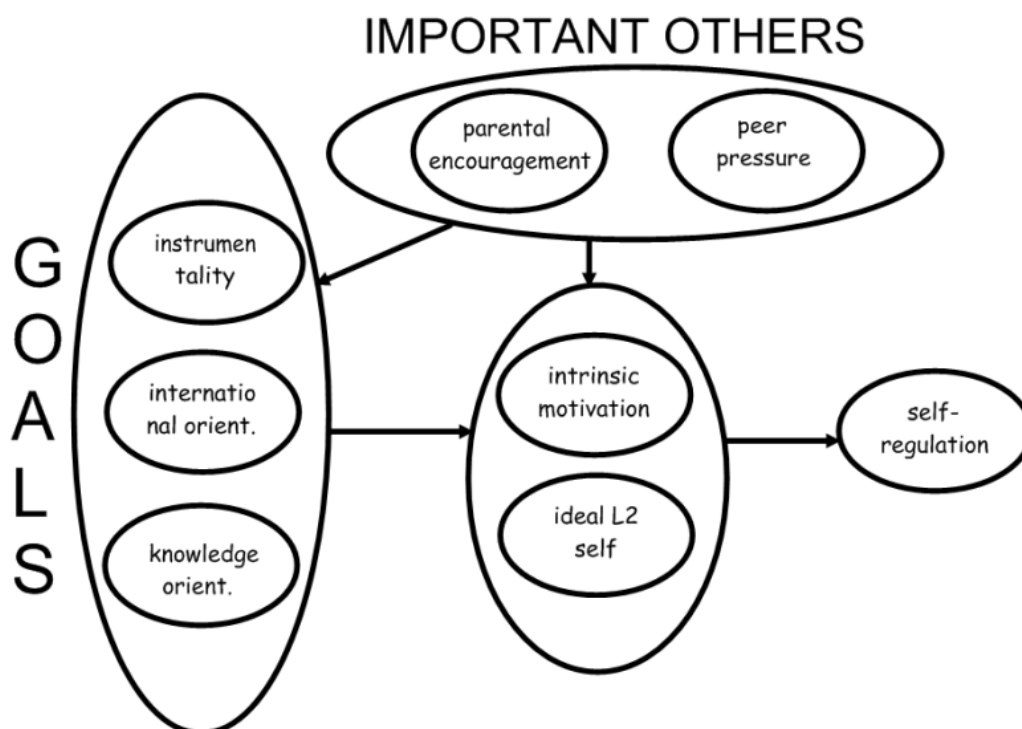 IMPORTANT OTHERS
parental
encouragement
peer
pressure
GOALS
instrumen
tality
internatio
nal orient.
knowledge
orient.
intrinsic
motivation
ideal L2
self
self-
regulation